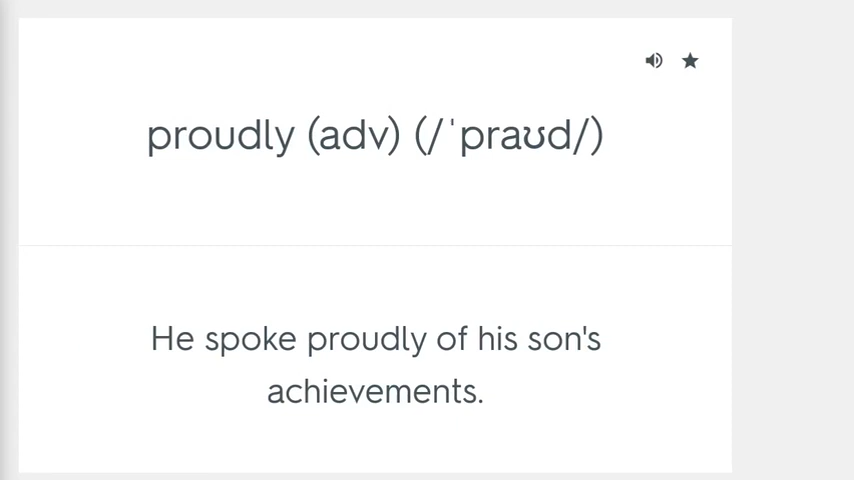 proudly (adv) (/ˈpraʊd/)
He spoke proudly of his son's
achievements.